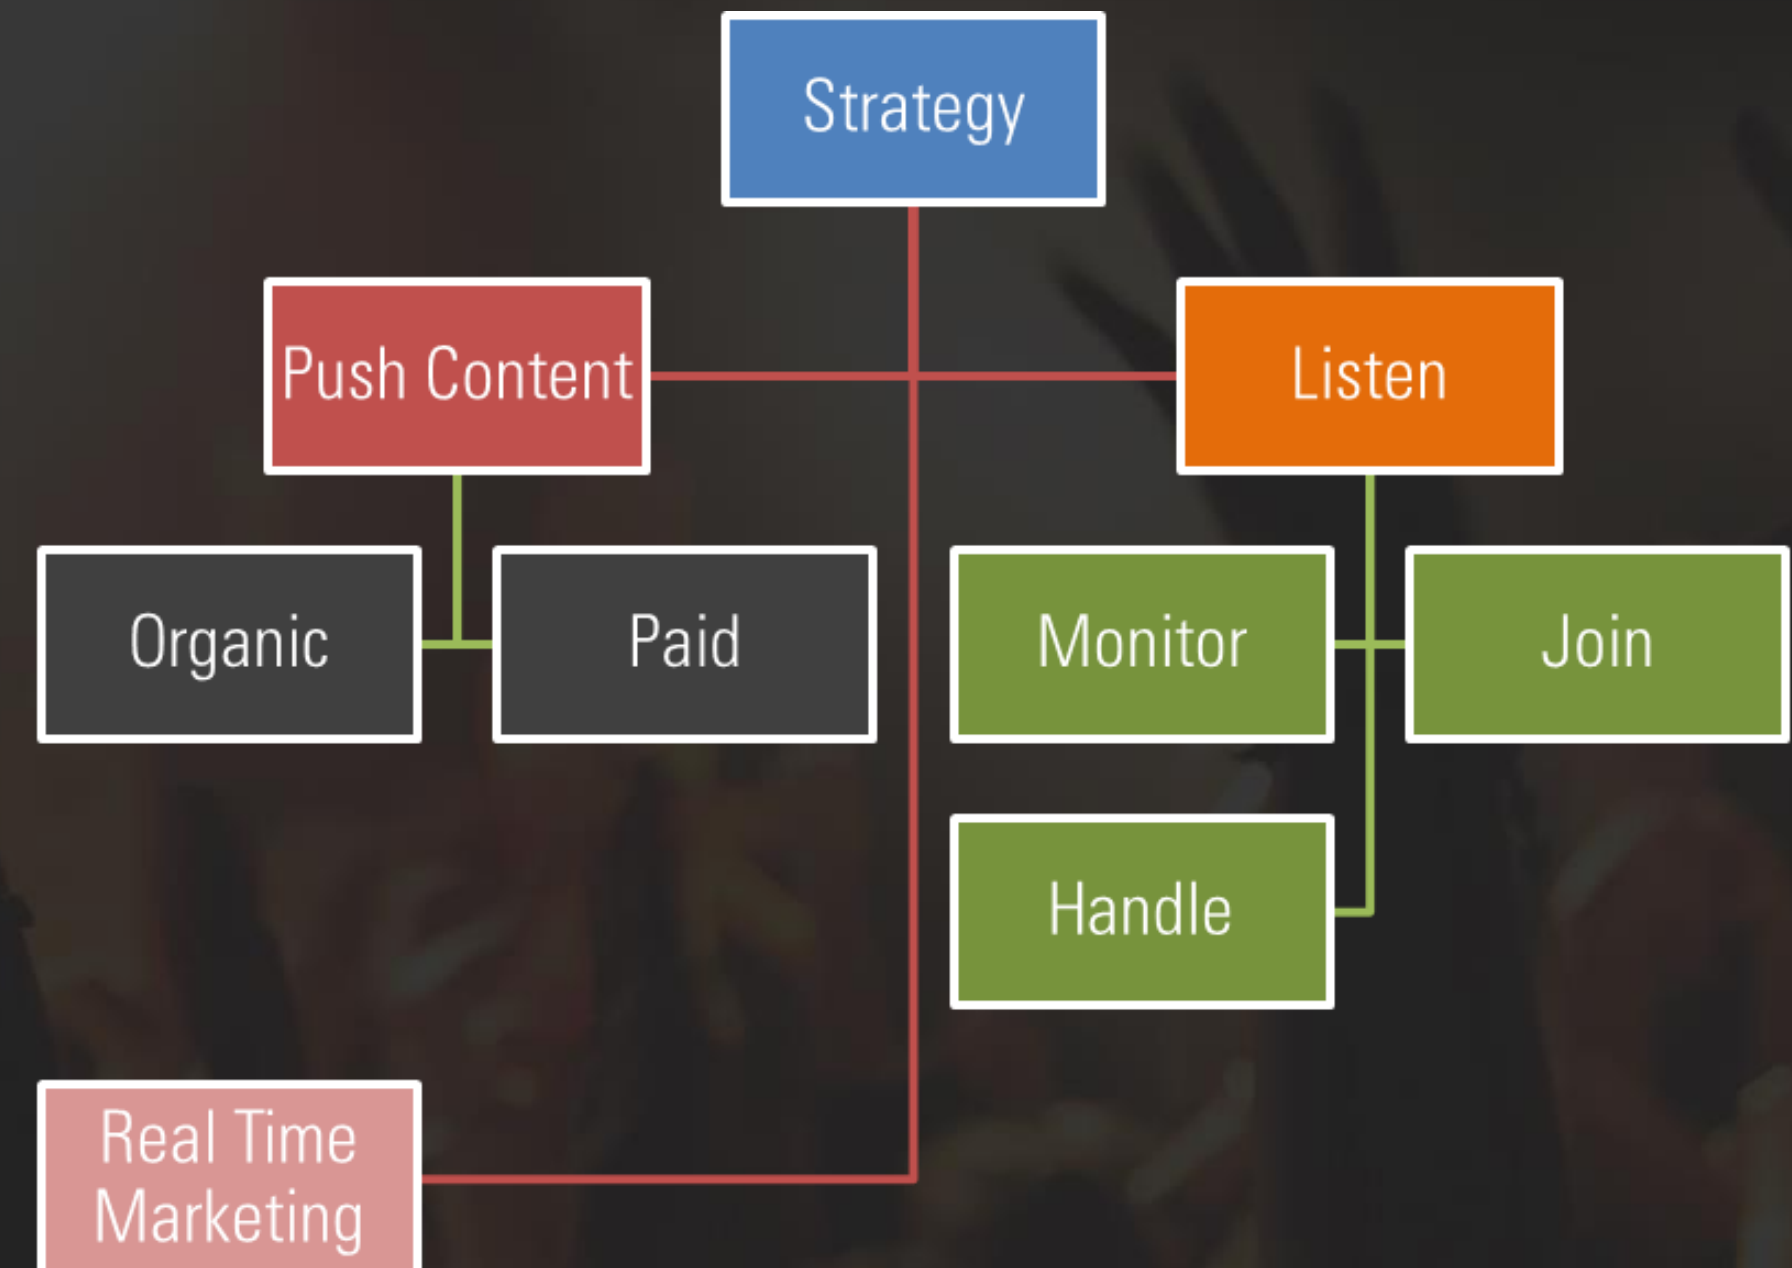 Strategy
Push Content
Listen
Organic
Paid
Monitor
Join
Handle
Real Time
Marketing